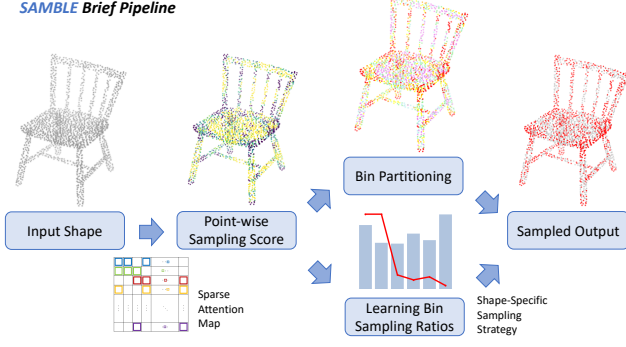 SAMBLE Brief Pipeline
Input Shape
Point-wise
Sampling Score
Bin Partitioning
Sampled Output
Sparse
Attention
Map
Learning Bin
Sampling Ratios
Shape-Specific
Sampling
Strategy